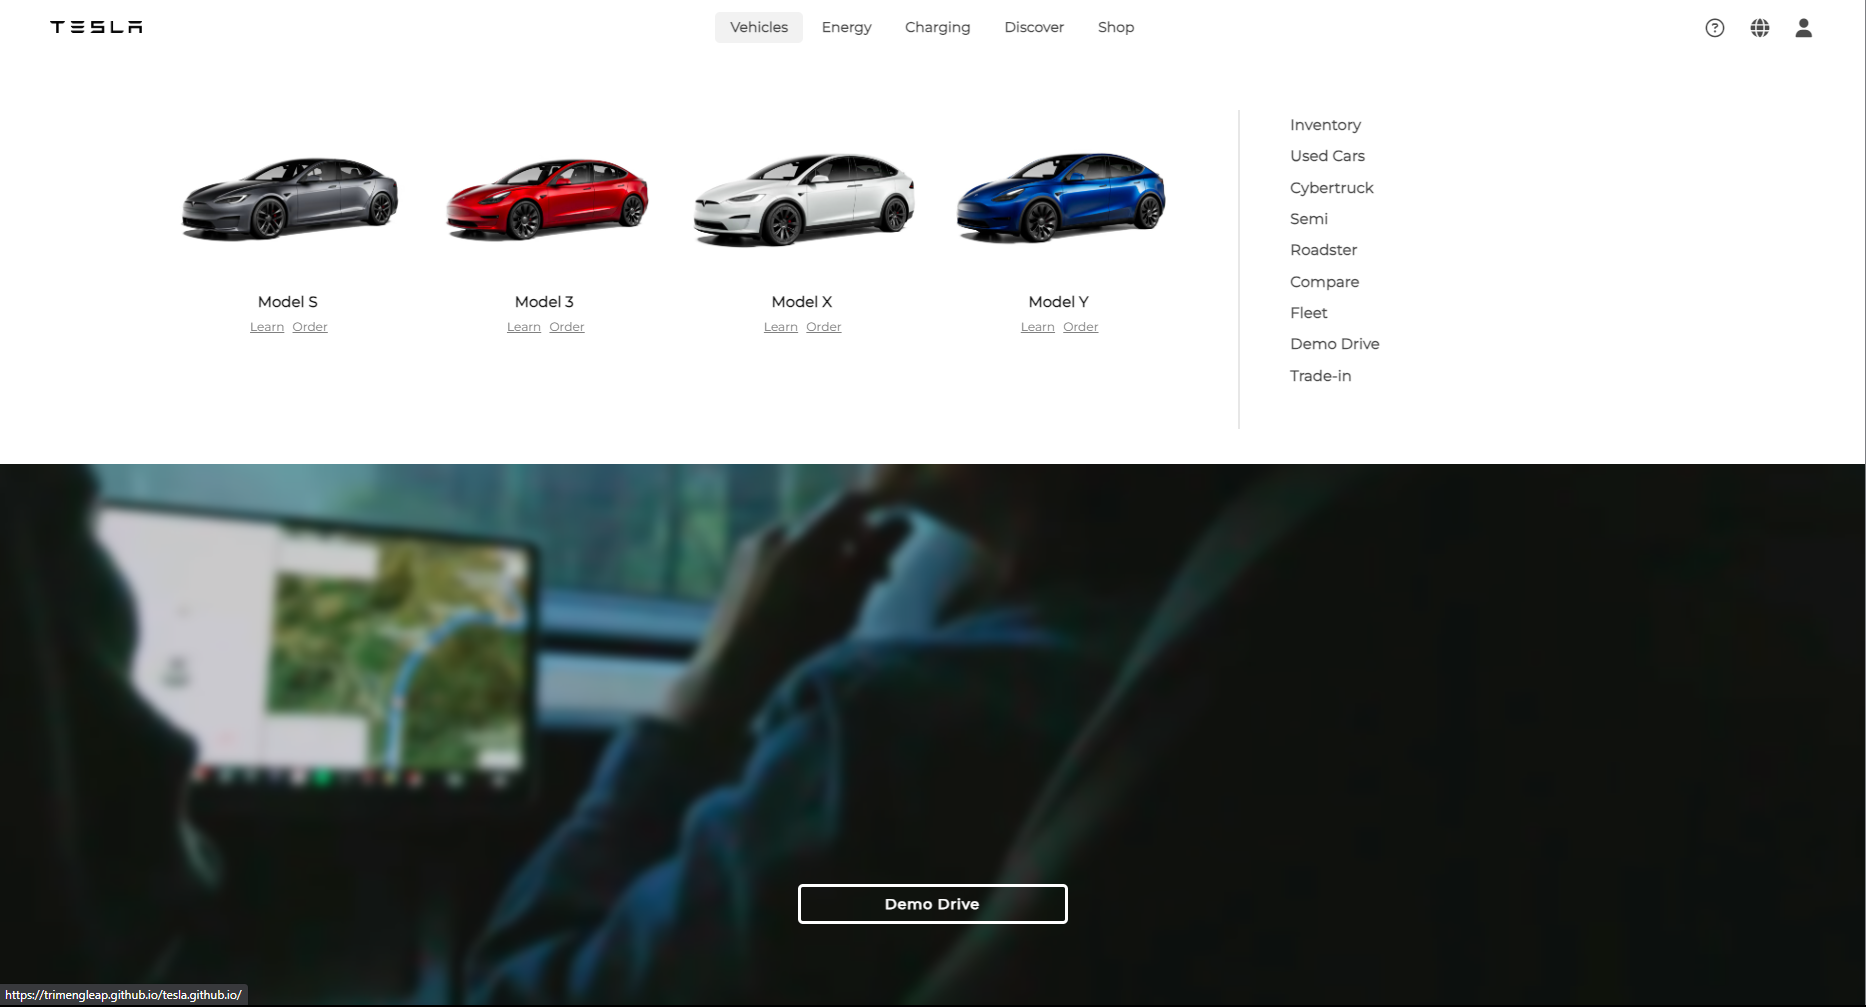 TESLA
Vehicles Energy Charging Discover Shop
Model S
Learn Order
Model 3
Learn Order
Model X
Learn Order
Model Y
Learn Order
Inventory
Used Cars
Cybertruck
Semi
Roadster
Compare
Fleet
Demo Drive
Trade-in
Demo Drive
https://trimengleap.github.io/tesla.github.io/